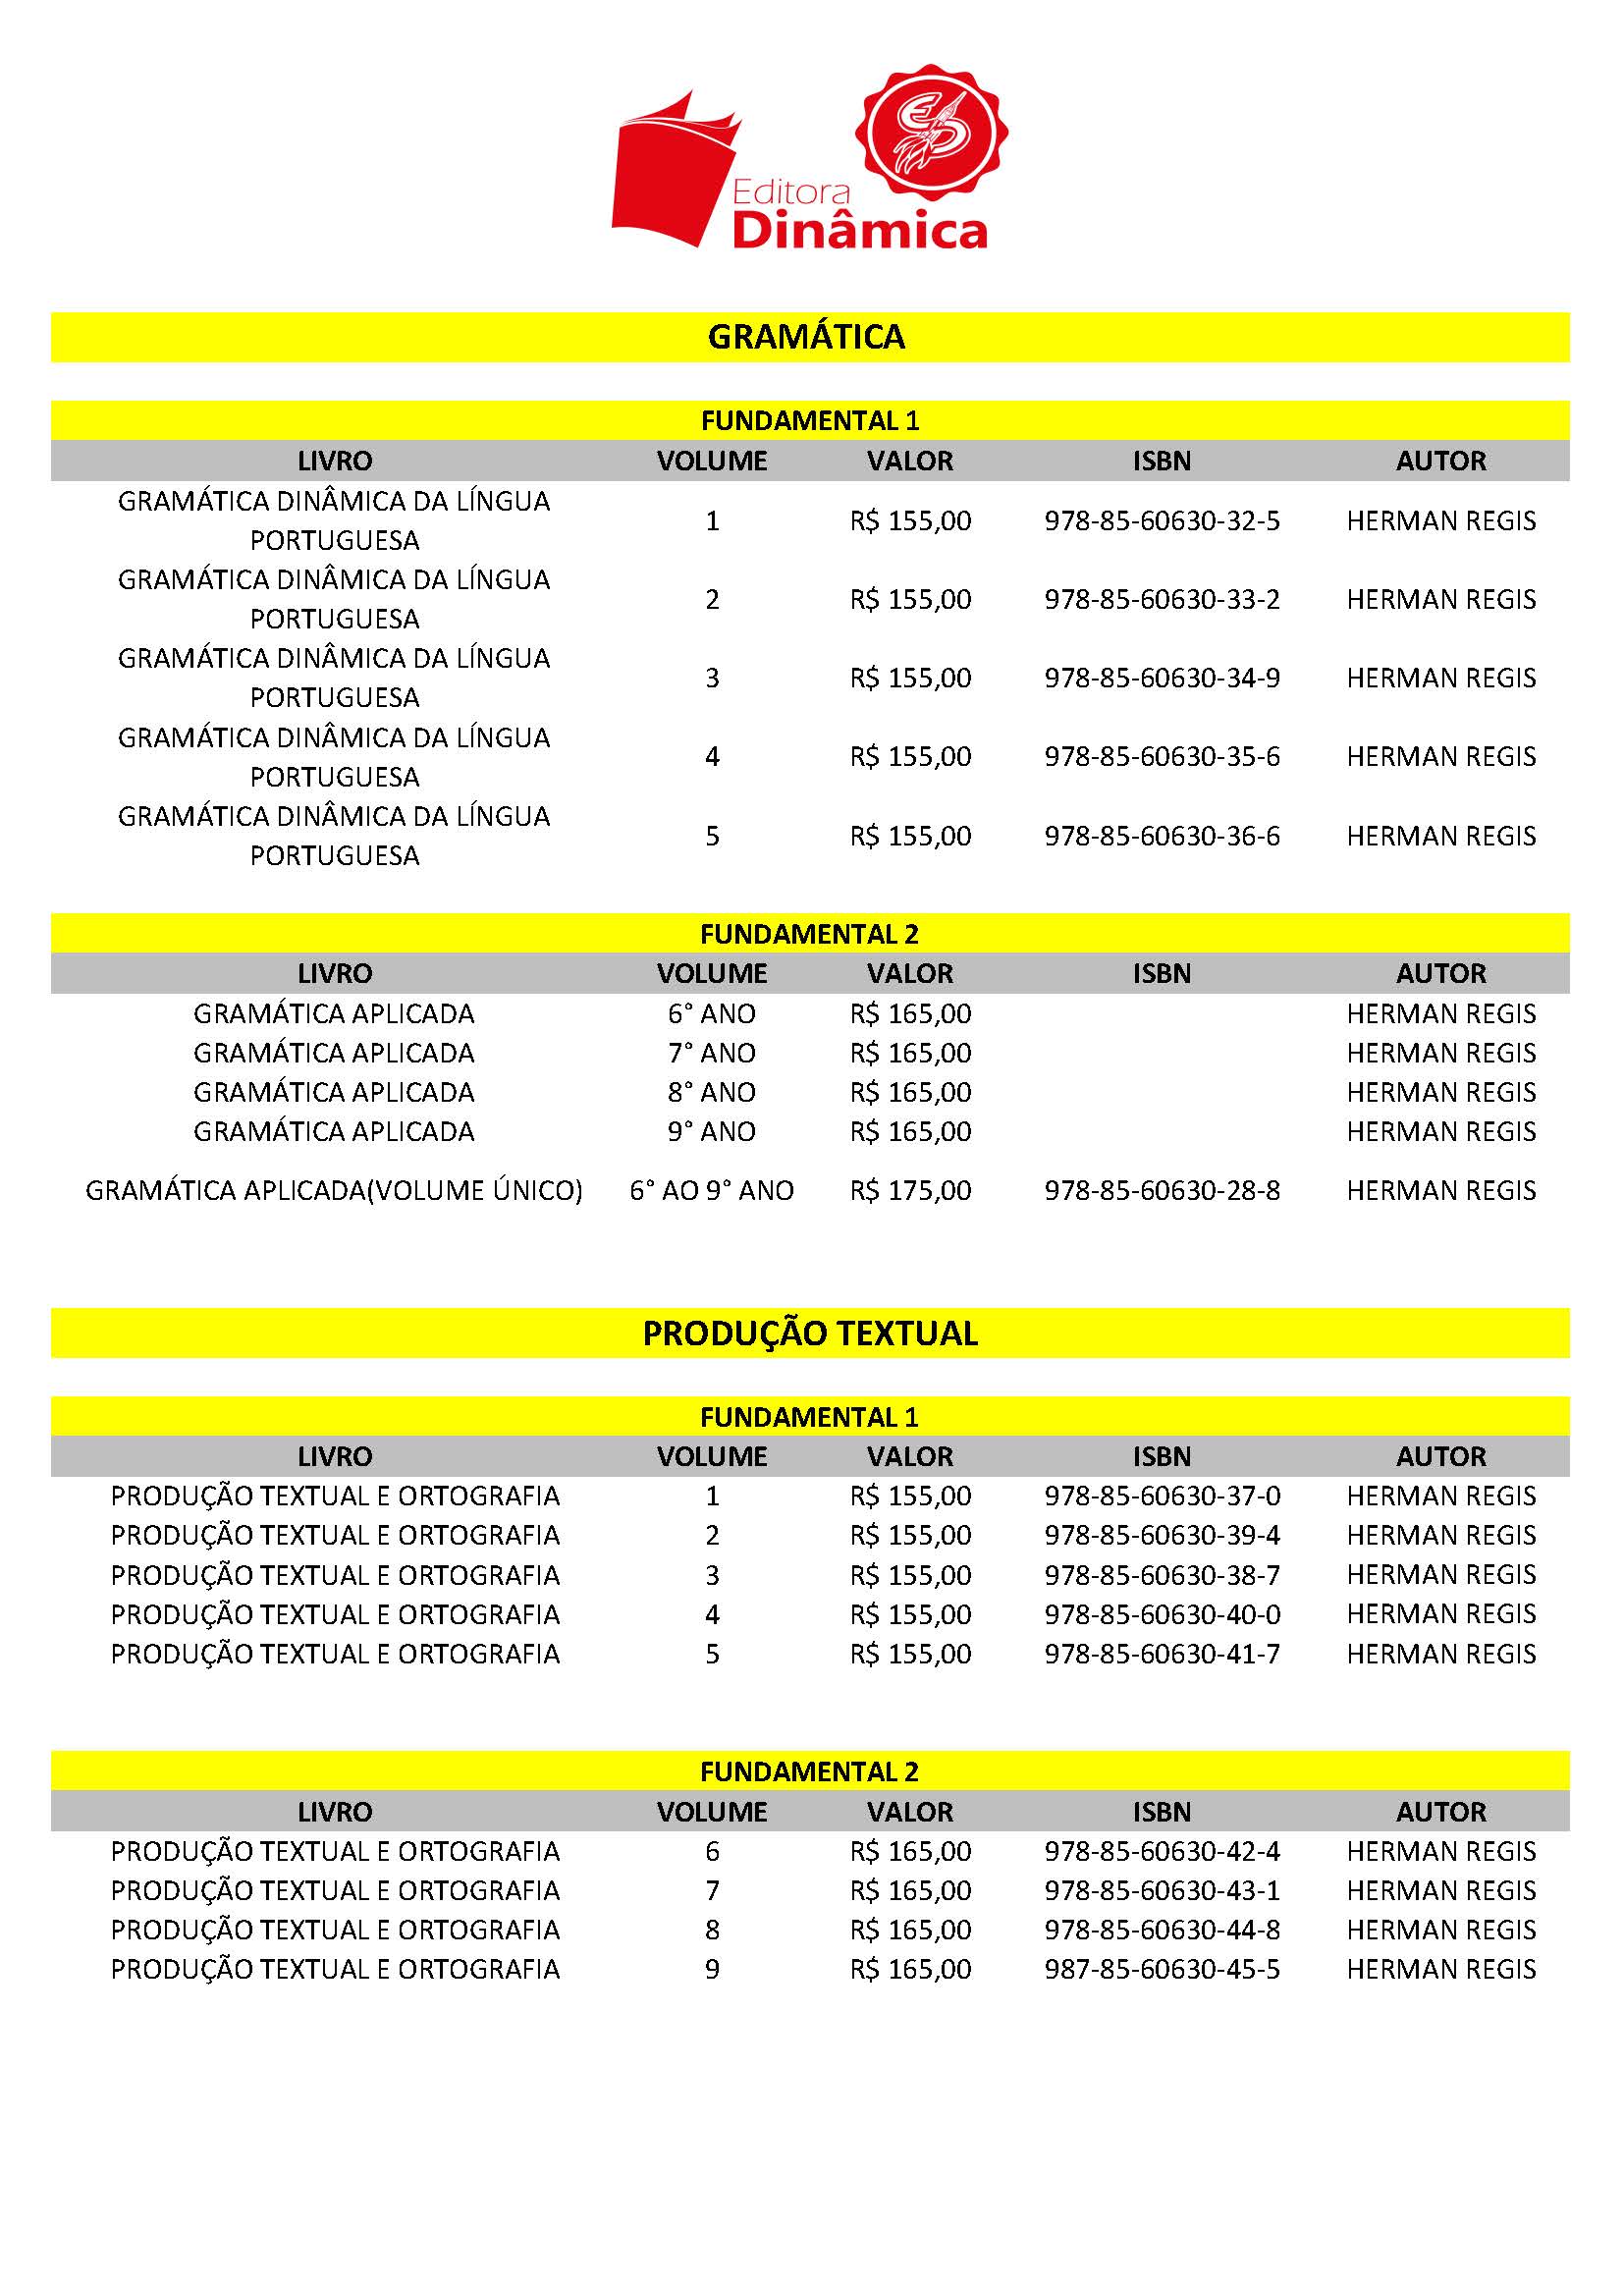 Editora
Dinâmica
GRAMÁTICA
FUNDAMENTAL 1
LIVRO VOLUME VALOR ISBN AUTOR
GRAMÁTICA DINÂMICA DA LÍNGUA
PORTUGUESA 1 R$ 155,00 978-85-60630-32-5 HERMAN REGIS
GRAMÁTICA DINÂMICA DA LÍNGUA
PORTUGUESA 2 R$ 155,00 978-85-60630-33-2 HERMAN REGIS
GRAMÁTICA DINÂMICA DA LÍNGUA
PORTUGUESA 3 R$ 155,00 978-85-60630-34-9 HERMAN REGIS
GRAMÁTICA DINÂMICA DA LÍNGUA
PORTUGUESA 4 R$ 155,00 978-85-60630-35-6 HERMAN REGIS
GRAMÁTICA DINÂMICA DA LÍNGUA
PORTUGUESA 5 R$ 155,00 978-85-60630-36-6 HERMAN REGIS
FUNDAMENTAL 2
LIVRO VOLUME VALOR ISBN AUTOR
GRAMÁTICA APLICADA 6° ANO R$ 165,00 HERMAN REGIS
GRAMÁTICA APLICADA 7° ANO R$ 165,00 HERMAN REGIS
GRAMÁTICA APLICADA 8° ANO R$ 165,00 HERMAN REGIS
GRAMÁTICA APLICADA 9° ANO R$ 165,00 HERMAN REGIS
GRAMÁTICA APLICADA(VOLUME ÚNICO) 6° AO 9° ANO R$ 175,00 978-85-60630-28-8 HERMAN REGIS
PRODUÇÃO TEXTUAL
FUNDAMENTAL 1
LIVRO VOLUME VALOR ISBN AUTOR
PRODUÇÃO TEXTUAL E ORTOGRAFIA 1 R$ 155,00 978-85-60630-37-0 HERMAN REGIS
PRODUÇÃO TEXTUAL E ORTOGRAFIA 2 R$ 155,00 978-85-60630-39-4 HERMAN REGIS
PRODUÇÃO TEXTUAL E ORTOGRAFIA 3 R$ 155,00 978-85-60630-38-7 HERMAN REGIS
PRODUÇÃO TEXTUAL E ORTOGRAFIA 4 R$ 155,00 978-85-60630-40-0 HERMAN REGIS
PRODUÇÃO TEXTUAL E ORTOGRAFIA 5 R$ 155,00 978-85-60630-41-7 HERMAN REGIS
FUNDAMENTAL 2
LIVRO VOLUME VALOR ISBN AUTOR
PRODUÇÃO TEXTUAL E ORTOGRAFIA 6 R$ 165,00 978-85-60630-42-4 HERMAN REGIS
PRODUÇÃO TEXTUAL E ORTOGRAFIA 7 R$ 165,00 978-85-60630-43-1 HERMAN REGIS
PRODUÇÃO TEXTUAL E ORTOGRAFIA 8 R$ 165,00 978-85-60630-44-8 HERMAN REGIS
PRODUÇÃO TEXTUAL E ORTOGRAFIA 9 R$ 165,00 987-85-60630-45-5 HERMAN REGIS